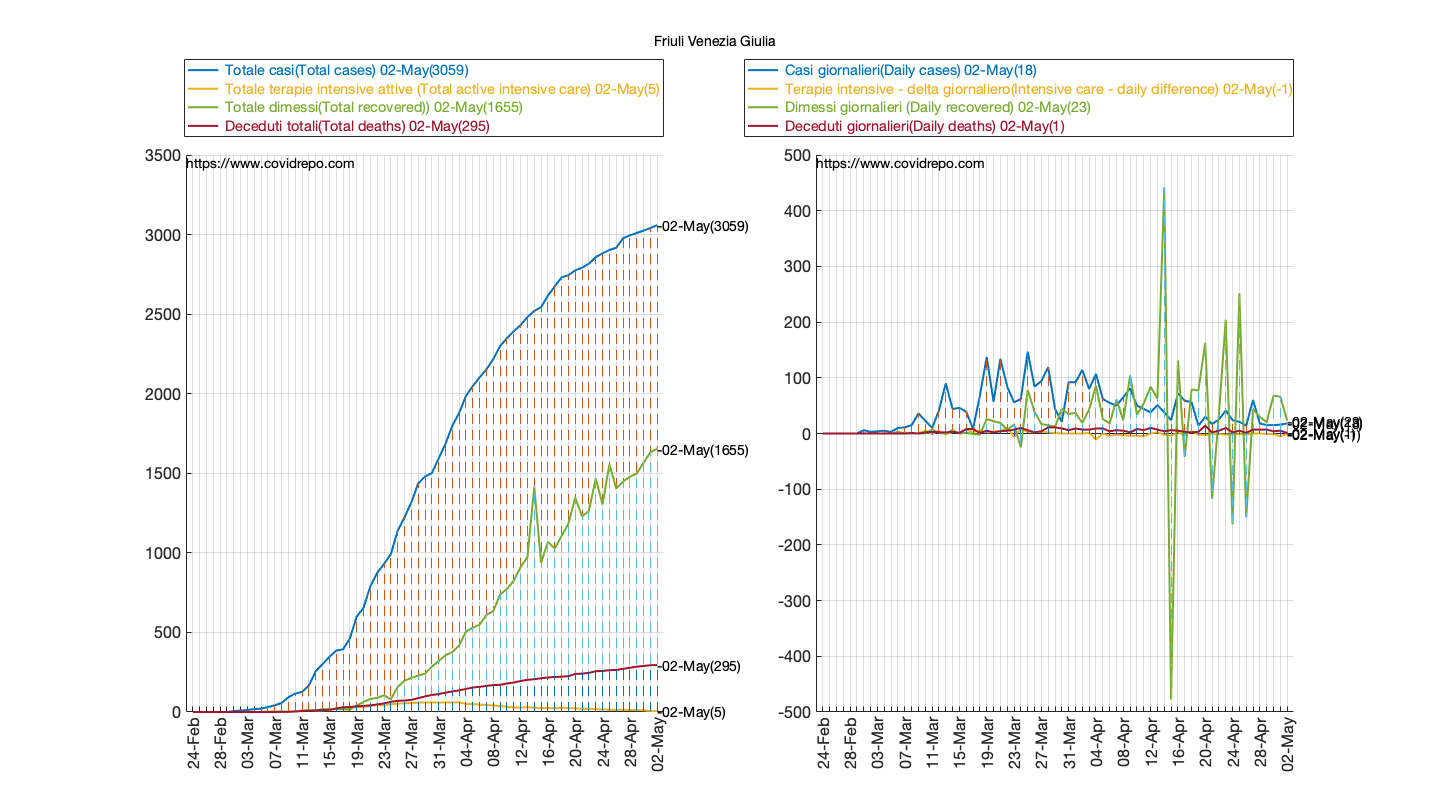 Friuli Venezia Giulia
Totale casi(Total cases) 02-May(3059)
Totale terapie intensive attive (Total active intensive care) 02-May(5)
Totale dimessi(Total recovered)) 02-May(1655)
Deceduti totali(Total deaths) 02-May(295)
3500
3000
2500
2000
1500
1000
500
0
https://www.covidrepo.com
02-May(3059)
02-May(1655)
02-May(295)
02-May(5)
24-Feb
28-Feb
03-Mar
07-Mar
11-Mar
15-Mar
19-Mar
23-Mar
27-Mar
31-Mar
04-Apr
08-Apr
12-Apr
16-Apr
20-Apr
24-Apr
28-Apr
02-May
Casi giornalieri(Daily cases) 02-May(18)
Terapie intensive - delta giornaliero(Intensive care - daily difference) 02-May(-1)
Dimessi giornalieri (Daily recovered) 02-May(23)
Deceduti giornalieri(Daily deaths) 02-May(1)
500
400
300
200
100
0
-100
-200
-300
-400
-500
https://www.covidrepo.com
02-May(23)
02-May(-1)
24-Feb
28-Feb
03-Mar
07-Mar
11-Mar
15-Mar
19-Mar
23-Mar
27-Mar
31-Mar
04-Apr
08-Apr
12-Apr
16-Apr
20-Apr
24-Apr
28-Apr
02-May